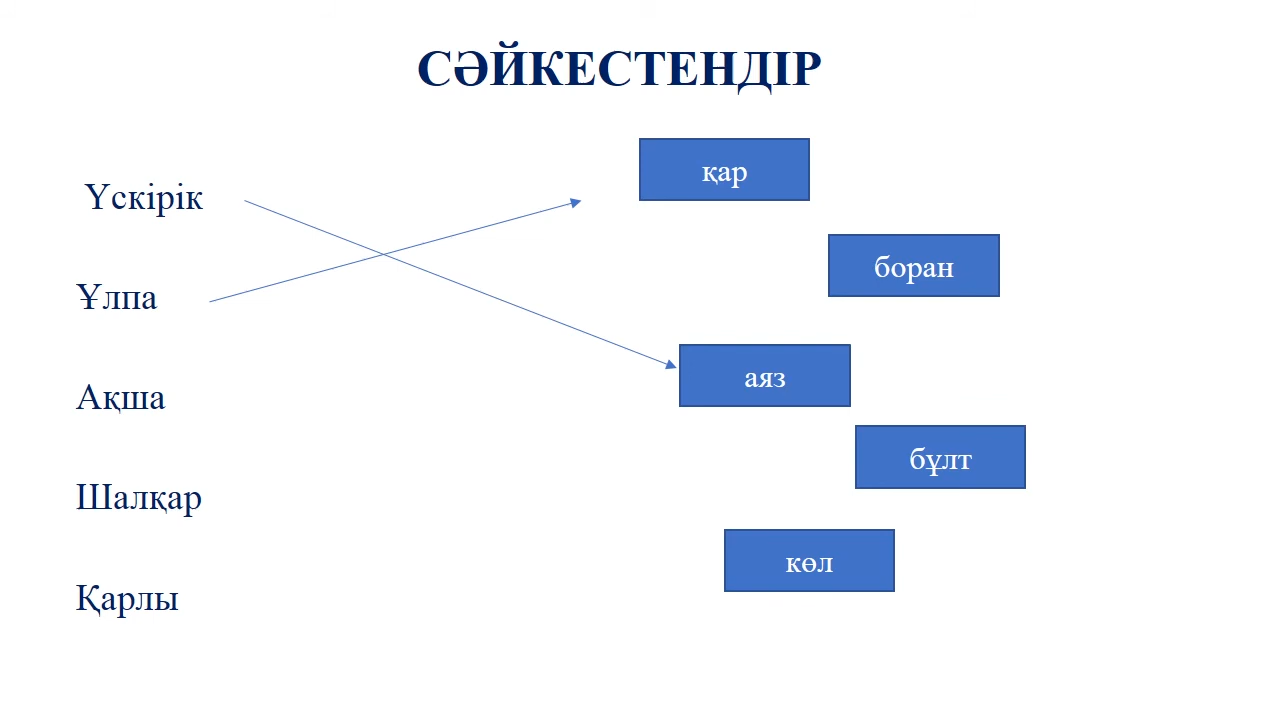 СӘЙКЕСТЕНДІР
Үскірік
Ұлпа
Ақша
Шалқар
Қарлы
қар
боран
аяз
бұлт
көл